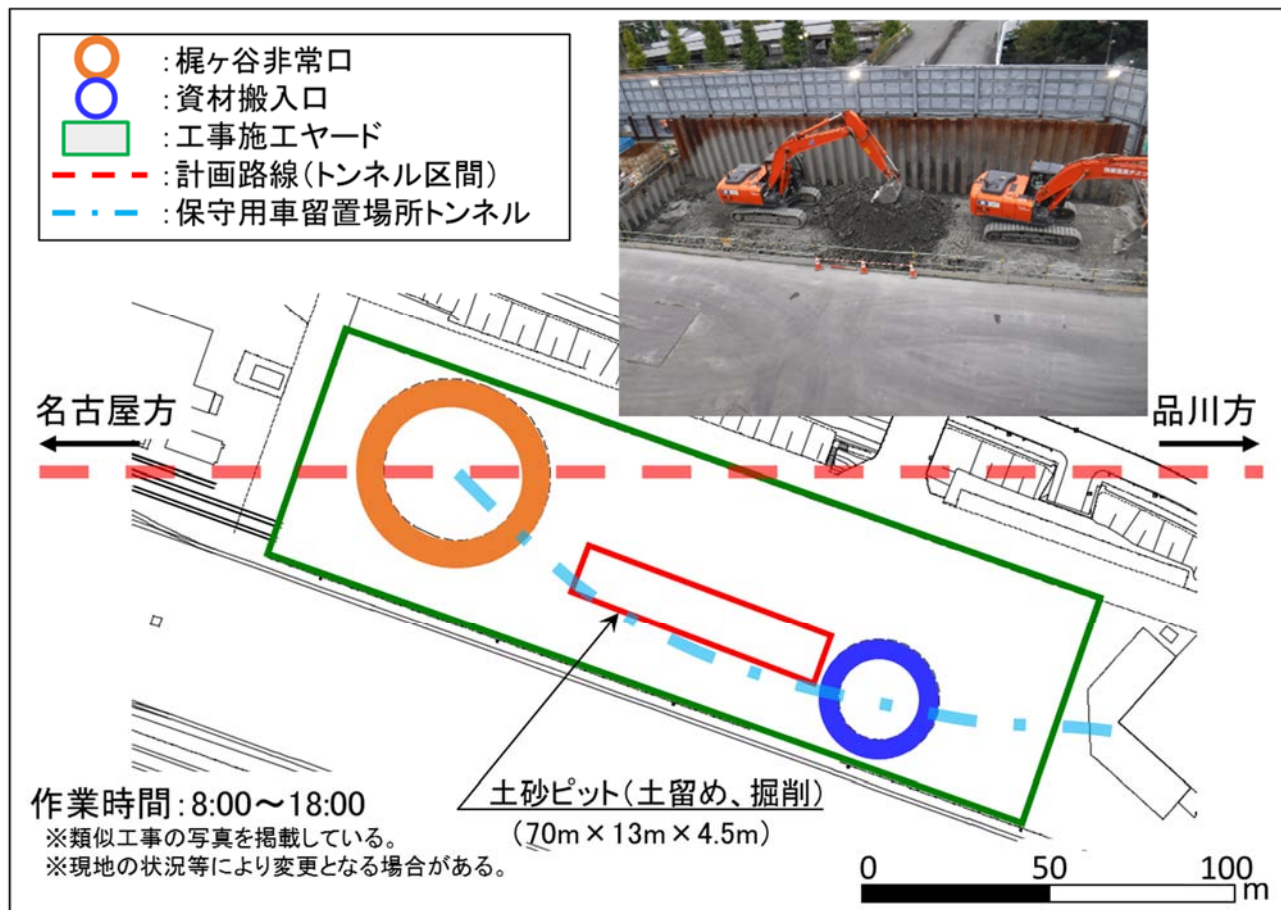 :梶ヶ谷非常口
:資材搬入口
:工事施工ヤード
:計画路線(トンネル区間)
:保守用車留置場所トンネル
名古屋方
品川方
土砂ピット(土留め、掘削)
(70m×13m×4.5m)
作業時間:8:00～18:00
※類似工事の写真を掲載している。
※現地の状況等により変更となる場合がある。
0 50 100
m